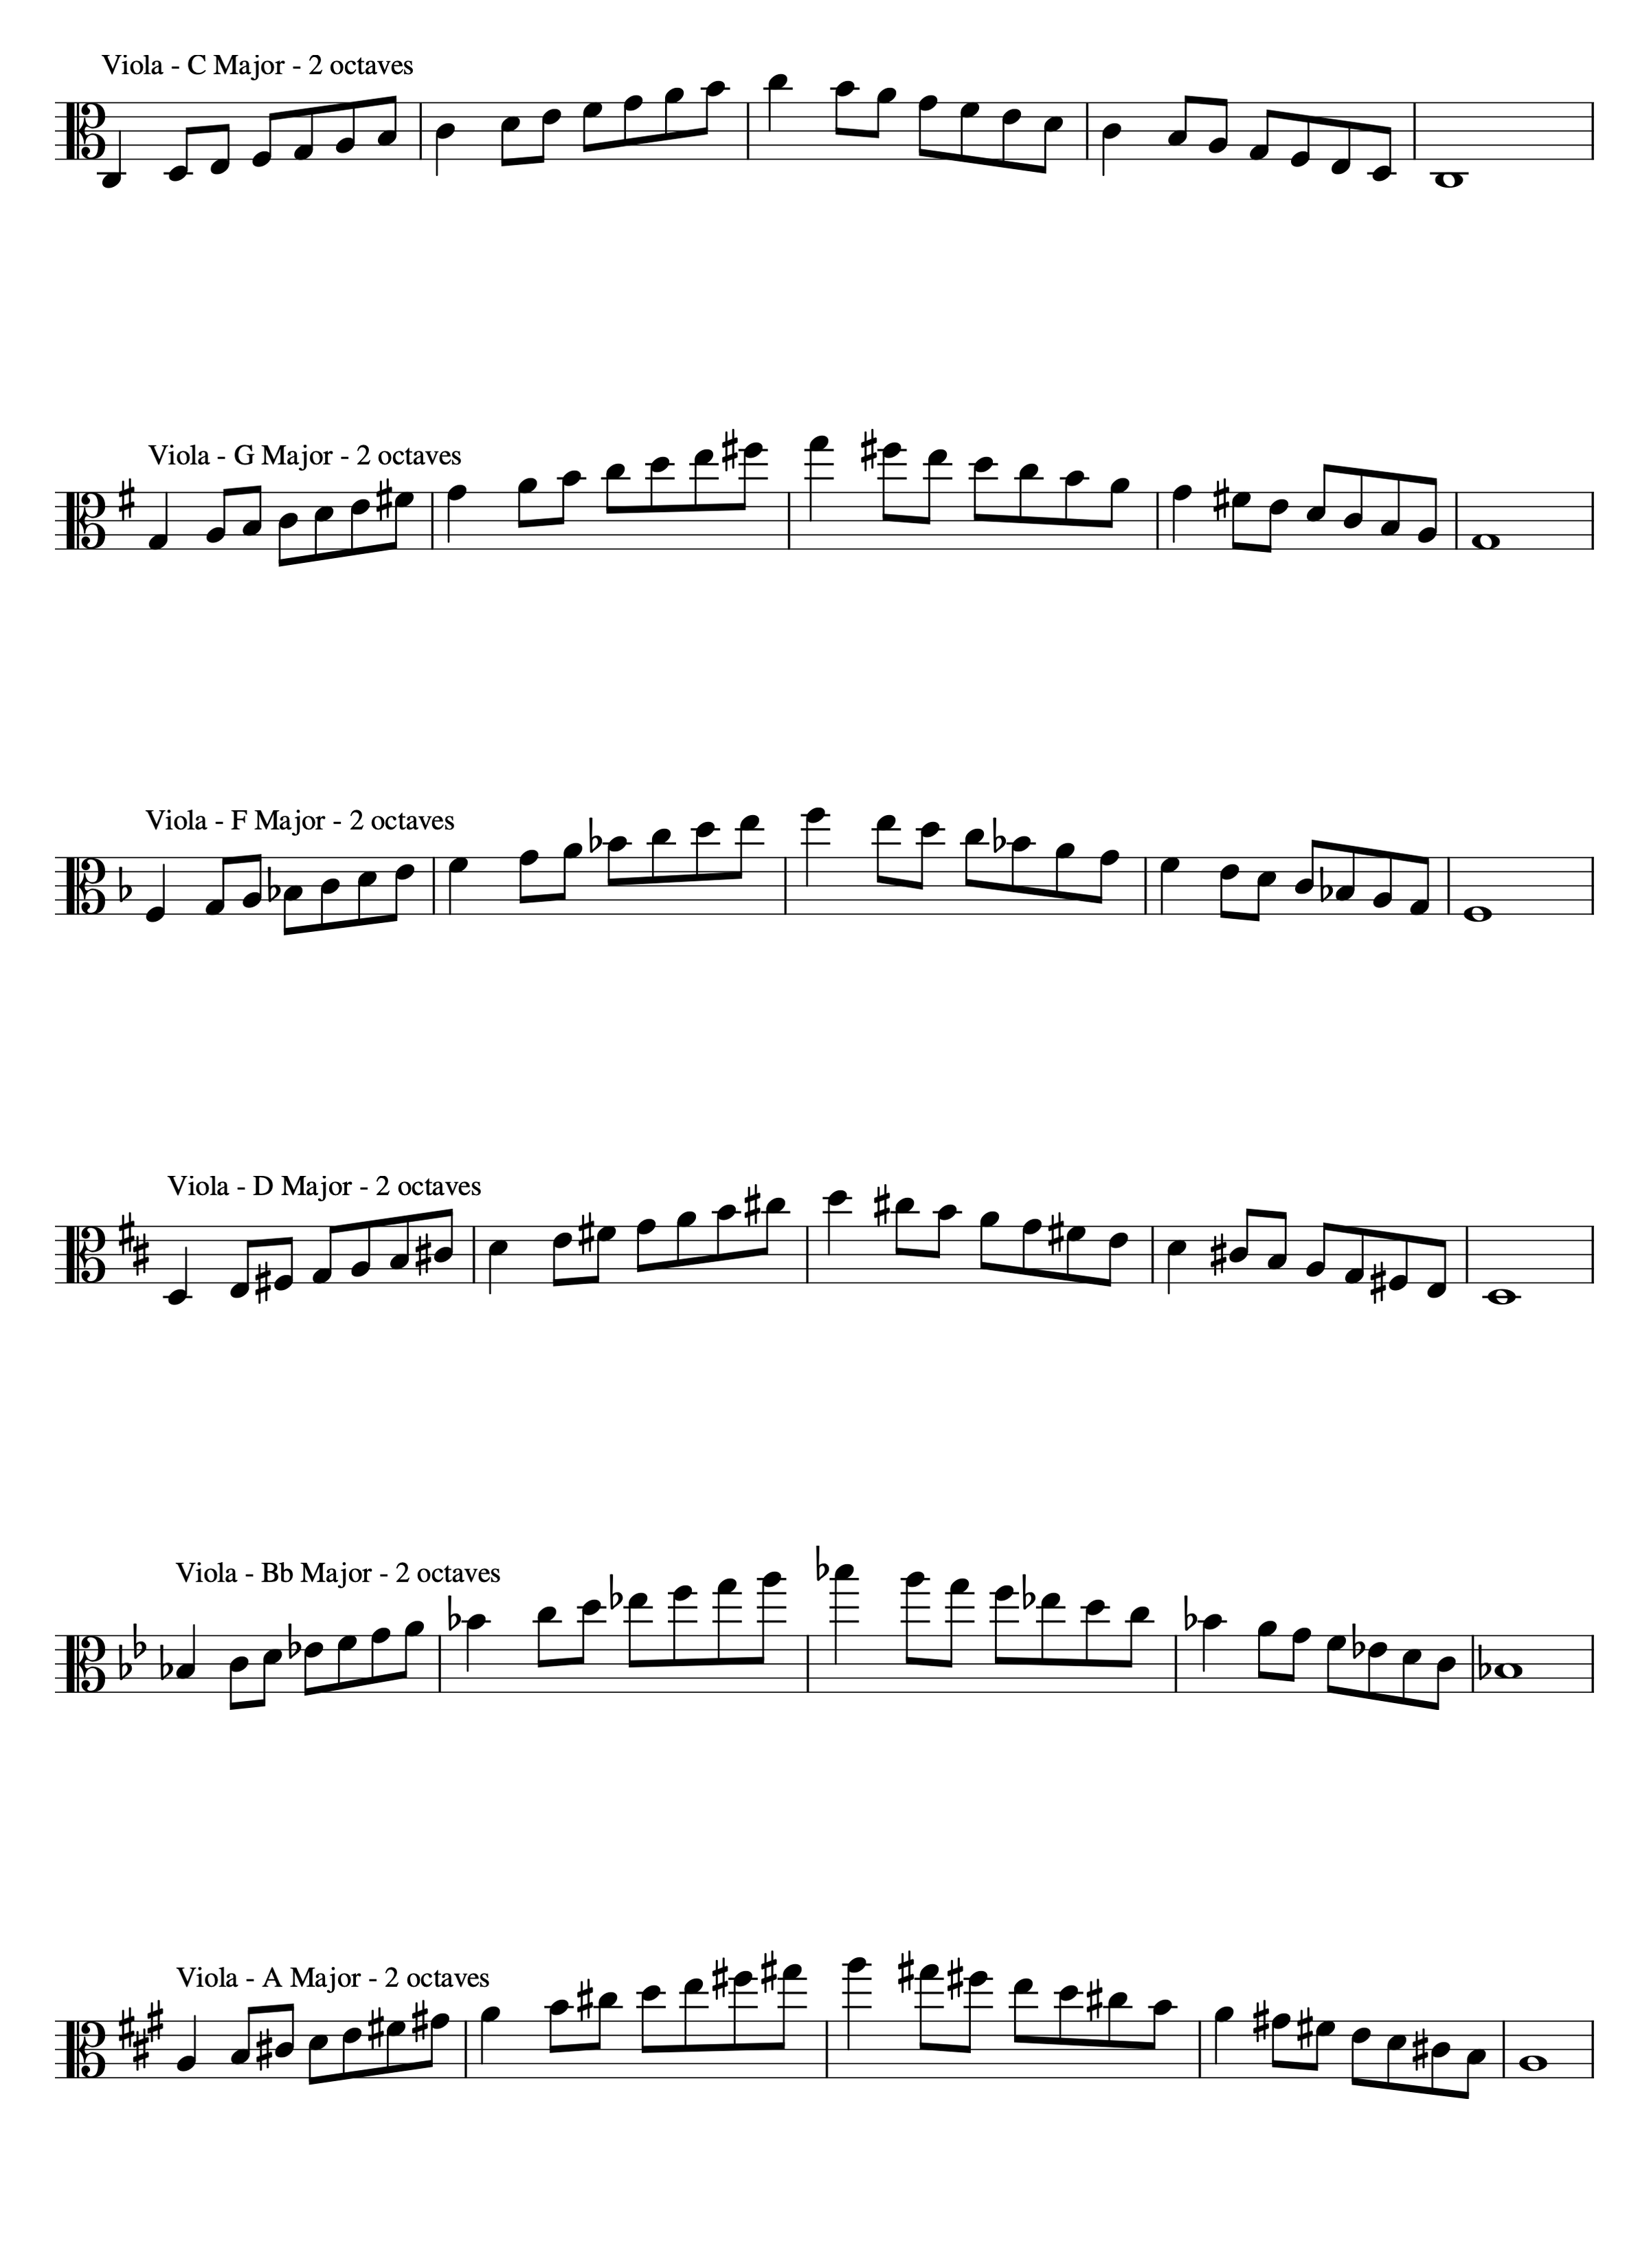 Viola - C Major - 2 octaves
Viola - G Major - 2 octaves
Viola - F Major - 2 octaves
Viola - D Major - 2 octaves
Viola - Bb Major - 2 octaves
Viola - A Major - 2 octaves